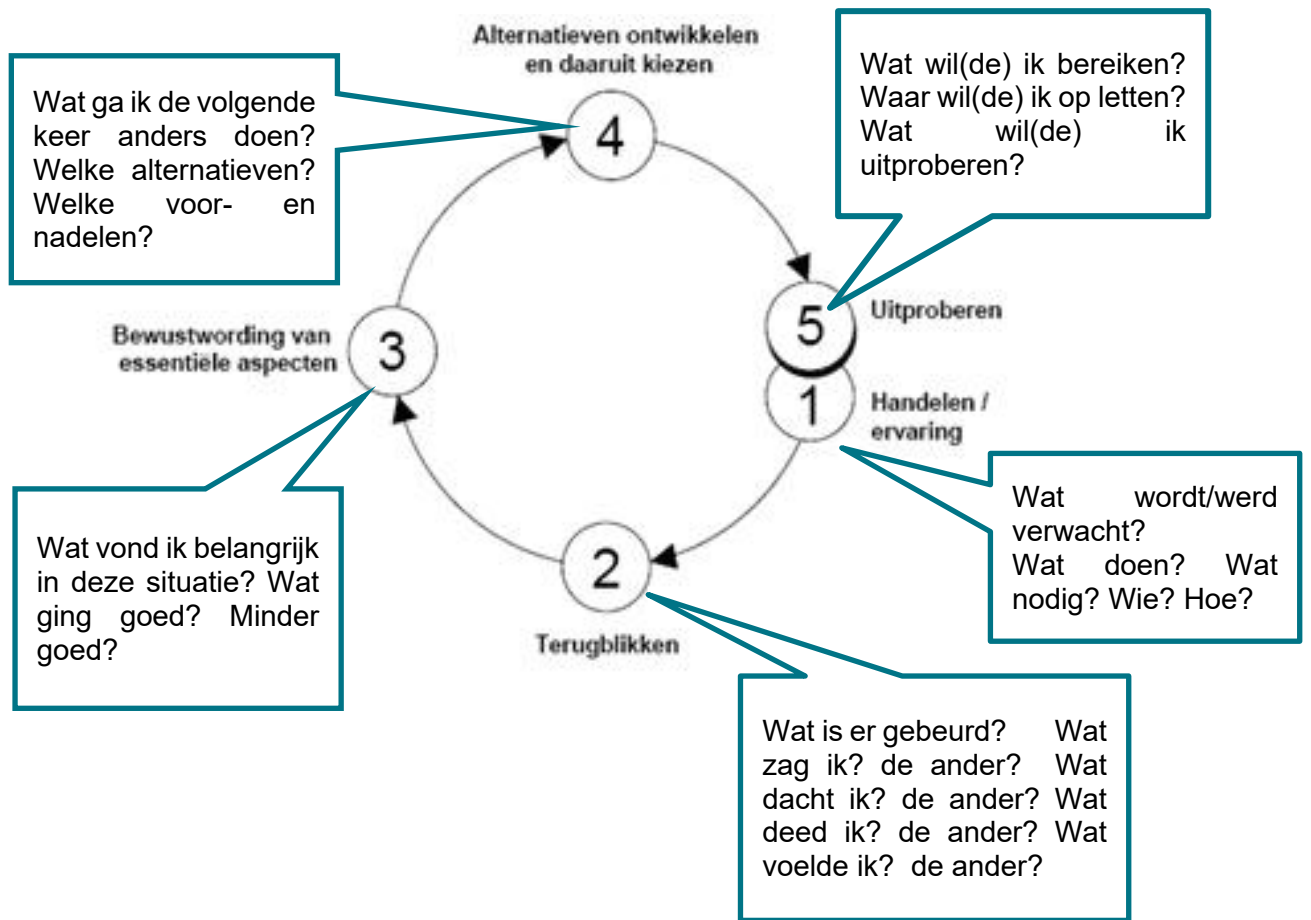 Alternatieven ontwikkelen
en daaruit kiezen
Wat ga ik de volgende
keer anders doen?
Welke alternatieven?
Welke voor- en
nadelen?
4
Wat wil(de) ik bereiken?
Waar wil(de) ik op letten?
Wat wil(de) ik
uitproberen?
5
Uitproberen
1
Handelen /
ervaring
Bewustwording van
essentiële aspecten
3
Wat wordt/werd
verwacht?
Wat doen? Wat
nodig? Wie? Hoe?
Wat vond ik belangrijk
in deze situatie? Wat
ging goed? Minder
goed?
2
Terugblikken
Wat is er gebeurd? Wat
zag ik? de ander? Wat
dacht ik? de ander? Wat
deed ik? de ander? Wat
voelde ik? de ander?